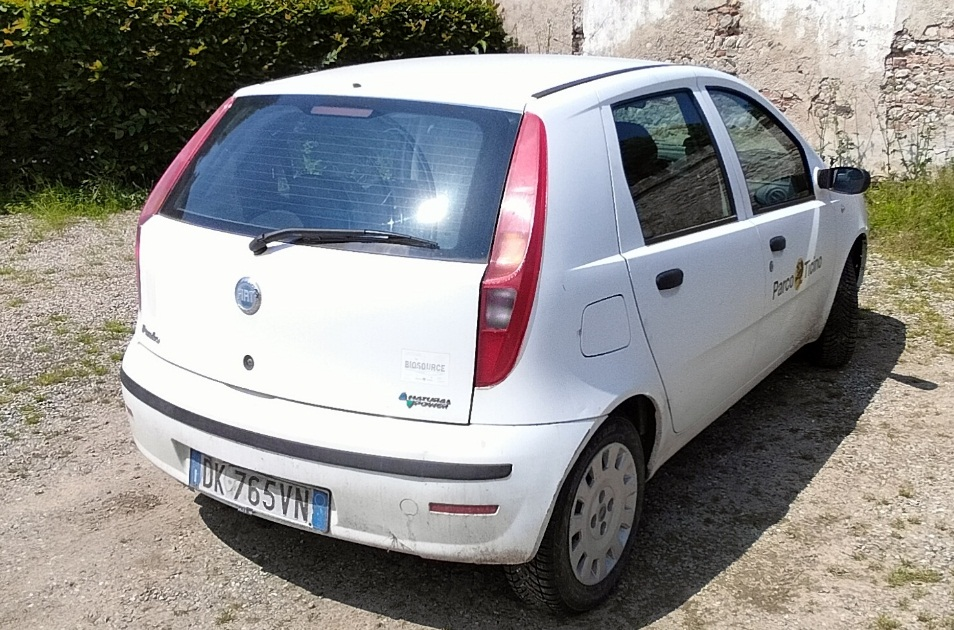 FIAT
Punto
BIOSOURCE
NATURAL
POWER
DK 765VN
Parco Ticino